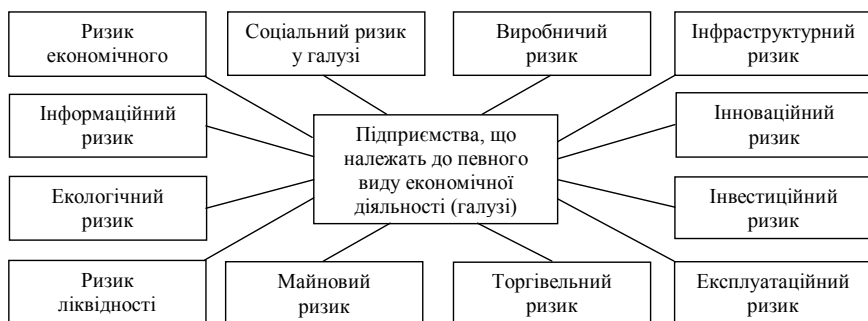 Ризик
економічного
Соціальний ризик
у галузі
Виробничий
ризик
Інфраструктурний
ризик
Інформаційний
ризик
Підприємства, що
належать до певного
виду економічної
діяльності (галузі)
Інноваційний
ризик
Екологічний
ризик
Інвестиційний
ризик
Ризик
ліквідності
Майновий
ризик
Торгівельний
ризик
Експлуатаційний
ризик